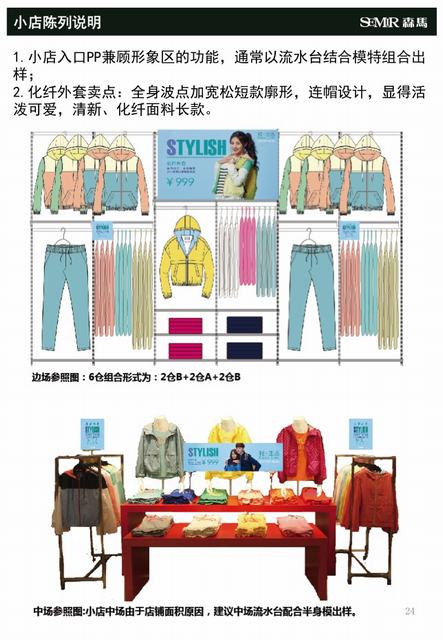 小店陈列说明
SEMIR 森馬
1.小店入口PP兼顾形象区的功能，通常以流水台结合模特组合出
样；
2.化纤外套卖点：全身波点加宽松短款廓形，连帽设计，显得活
泼可爱，清新、化纤面料长款。
STYLISH
￥999
边场参照图：6仓组合形式为：2仓B+2仓A+2仓B
STYLISH
￥999
STYLISH
STYLISH
中场参照图:小店中场由于店铺面积原因，建议中场流水台配合半身模出样。
24